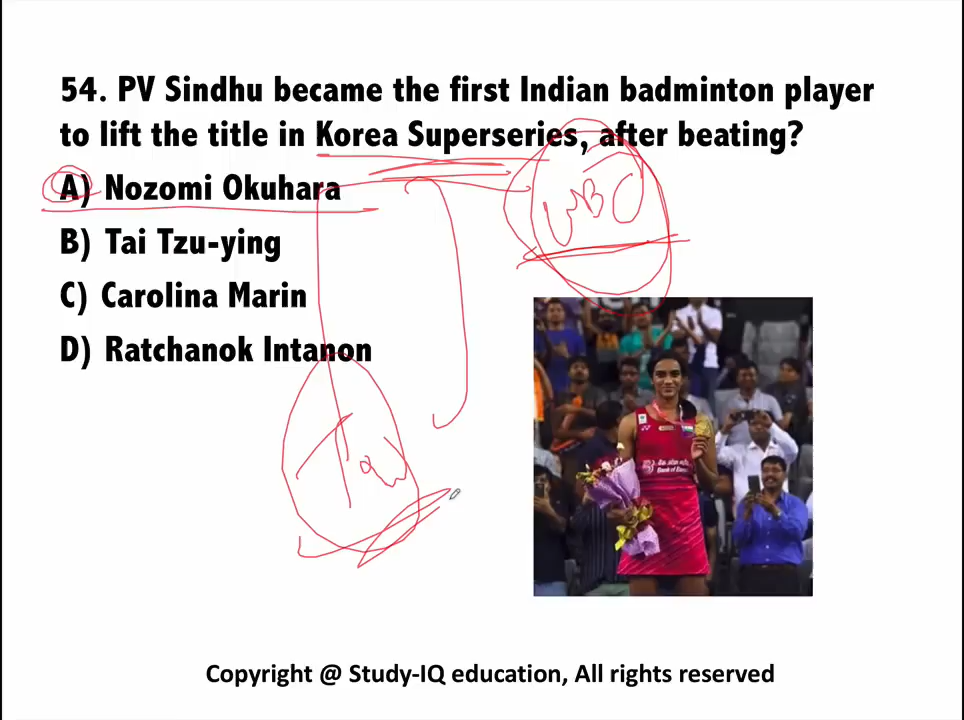 54. PV Sindhu became the first Indian badminton player
to lift the title in Korea Superseries, after beating?
A) Nozomi Okuhara
B) Tai Tzu-ying
C) Carolina Marin
D) Ratchanok Intanon
Copyright @ Study-IQ education, All rights reserved